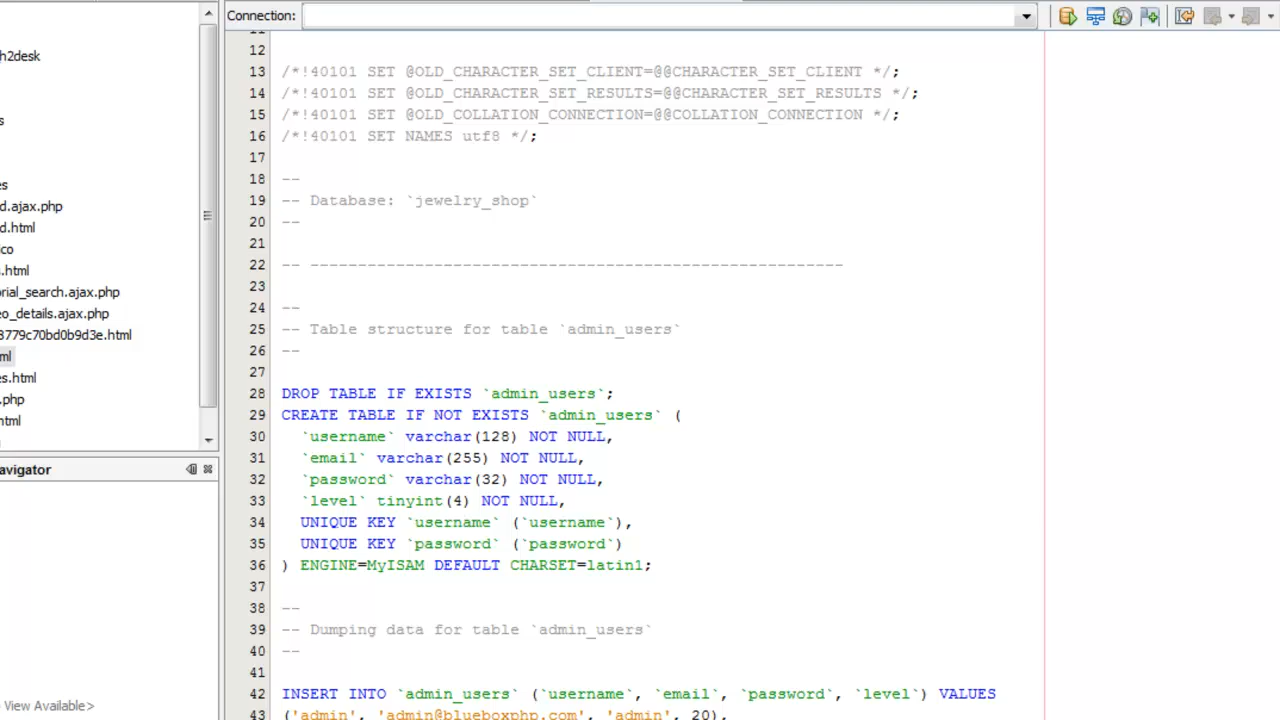 Connection:
h2desk
s
es
d.ajax.php
d.html
ico
s.html
orial_search.ajax.php
eo_details.ajax.php
8779c70bd0b9d3e.html
ml
es.html
.php
html
avigator
View Available>
11
12
13 /*!40101 SET @OLD_CHARACTER_SET_CLIENT=@@CHARACTER_SET_CLIENT */;
14 /*!40101 SET @OLD_CHARACTER_SET_RESULTS=@@CHARACTER_SET_RESULTS */;
15 /*!40101 SET @OLD_COLLATION_CONNECTION=@@COLLATION_CONNECTION */;
16 /*!40101 SET NAMES utf8 */;
17
18 --
19 -- Database: `jewelry_shop`
20 --
21
22 -- --------------------------------------------------------
23
24 --
25 -- Table structure for table `admin_users`
26 --
27
28 DROP TABLE IF EXISTS `admin_users`;
29 CREATE TABLE IF NOT EXISTS `admin_users` (
30 `username` varchar(128) NOT NULL,
31 `email` varchar(255) NOT NULL,
32 `password` varchar(32) NOT NULL,
33 `level` tinyint(4) NOT NULL,
34 UNIQUE KEY `username` (`username`),
35 UNIQUE KEY `password` (`password`)
36 ) ENGINE=MyISAM DEFAULT CHARSET=latin1;
37
38 --
39 -- Dumping data for table `admin_users`
40 --
41
42 INSERT INTO `admin_users` (`username`, `email`, `password`, `level`) VALUES
43 ('admin', 'admin@blueboxphp.com', 'admin', 20),